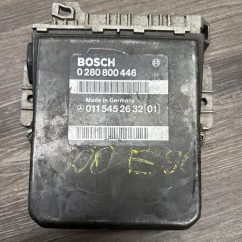 BOSCH
0 280 800 446
Made in Germany
011 545 26 32 [01]